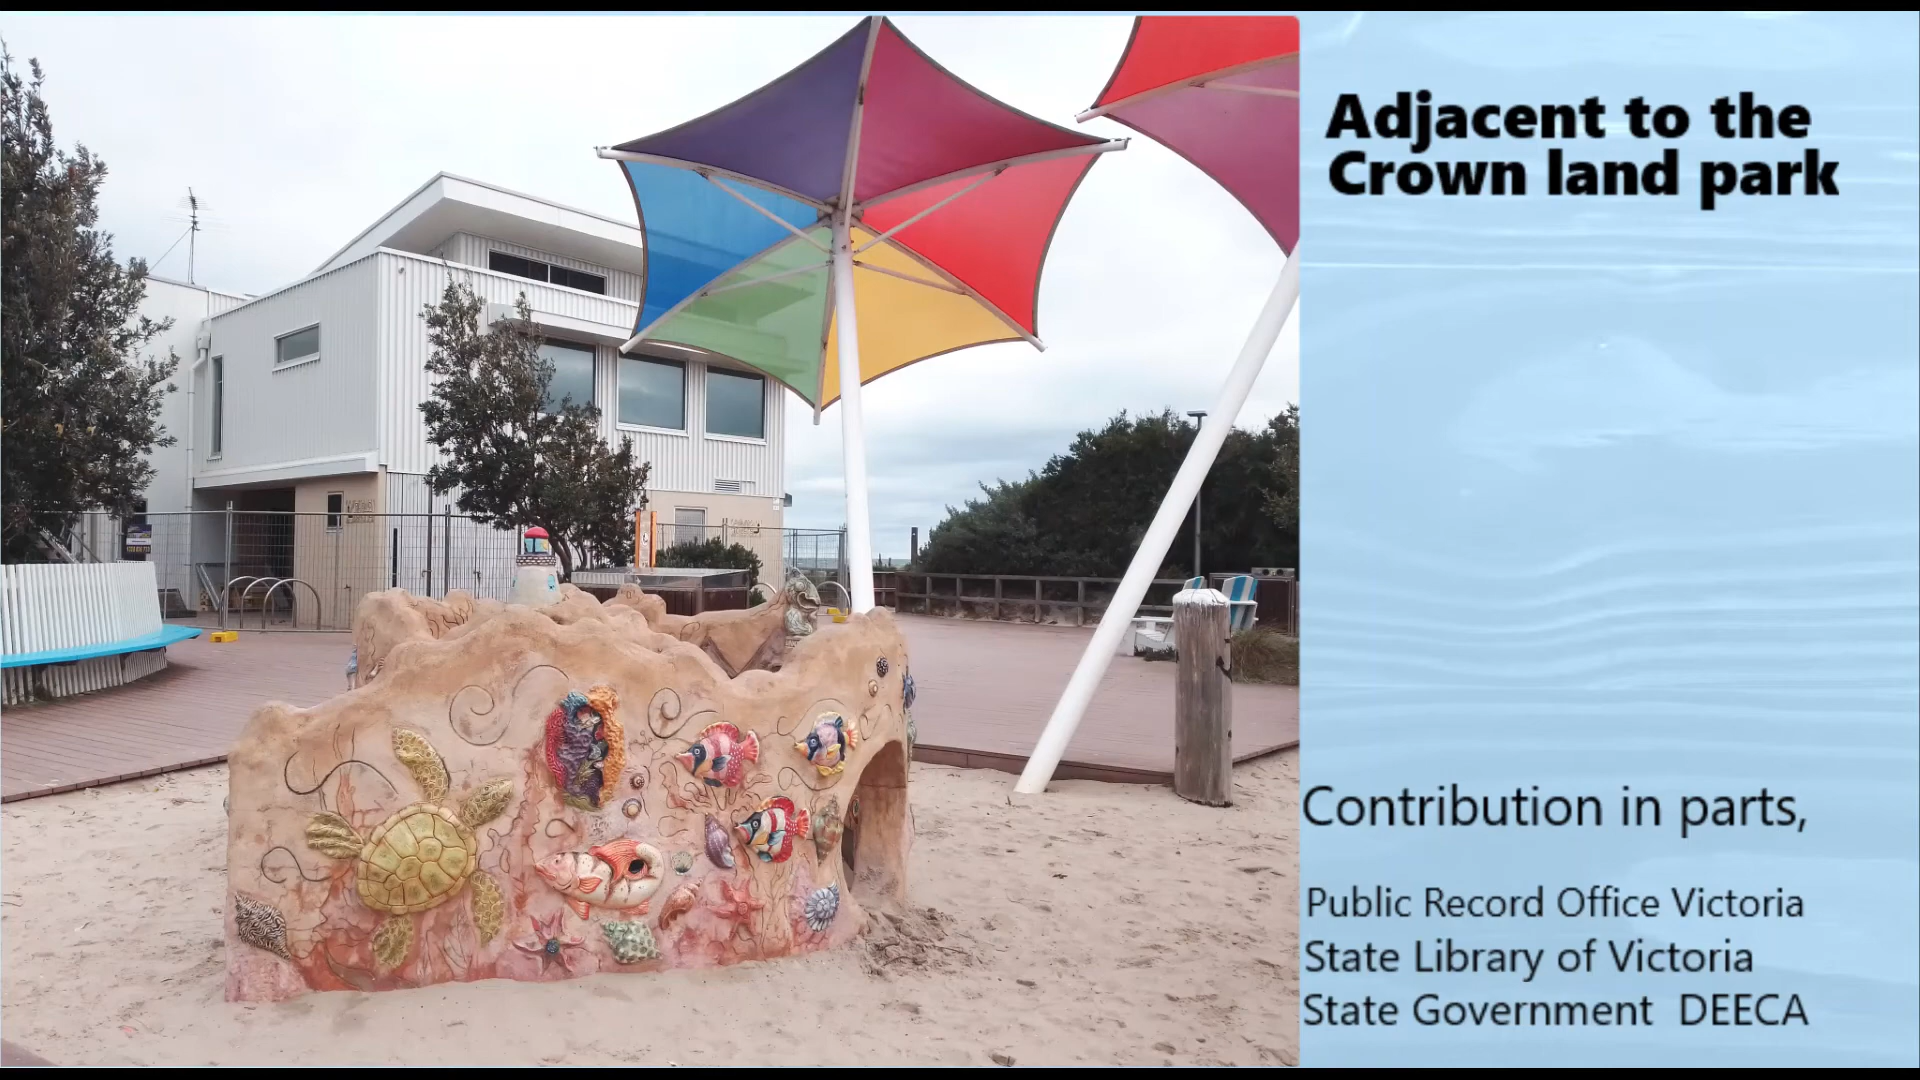 Adjacent to the
Crown land park
Contribution in parts,
Public Record Office Victoria
State Library of Victoria
State Government DEECA